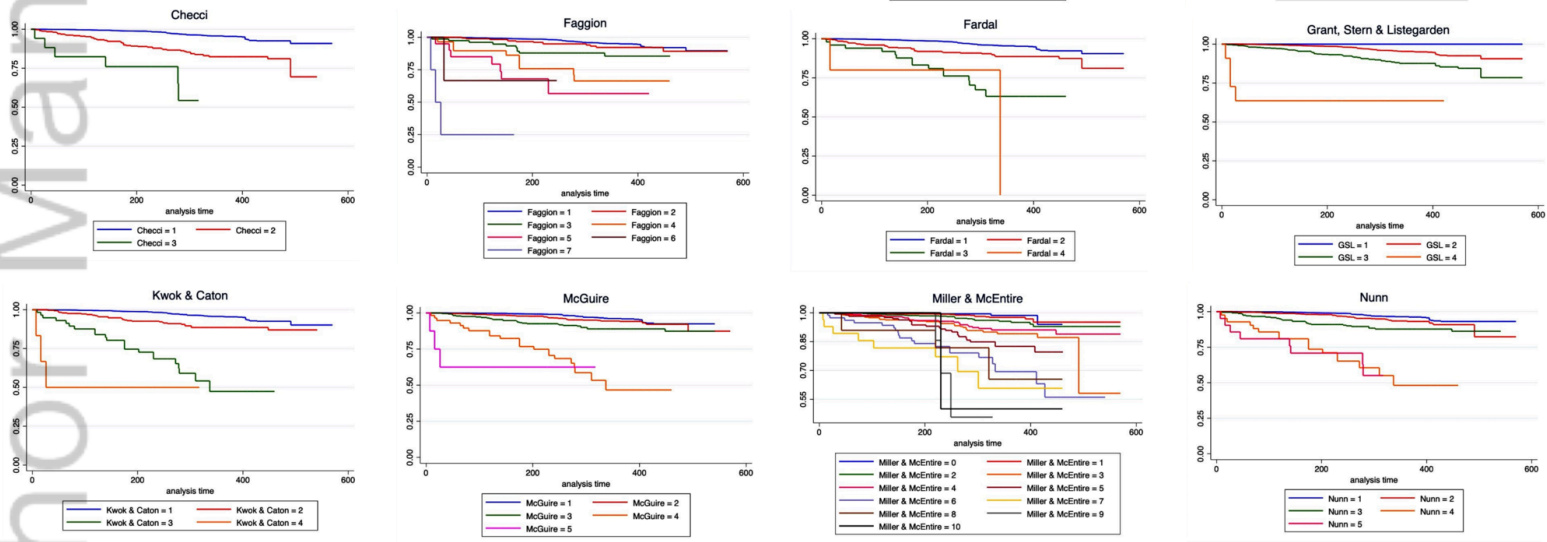 Man
hor
Checci
1.00
0.75
0.50
0.25
0.00
0 200 400 600
analysis time
Checci = 1 Checci = 2
Checci = 3
Faggion
1.00
0.75
0.50
0.25
0.00
0 200 400 600
analysis time
Faggion = 1 Faggion = 2
Faggion = 3 Faggion = 4
Faggion = 5 Faggion = 6
Faggion = 7
Fardal
1.00
0.75
0.50
0.25
0.00
0 200 400 600
analysis time
Fardal = 1 Fardal = 2
Fardal = 3 Fardal = 4
Grant, Stern & Listegarden
1.00
0.75
0.50
0.25
0.00
0 200 400 600
analysis time
GSL = 1 GSL = 2
GSL = 3 GSL = 4
Kwok & Caton
1.00
0.75
0.50
0.25
0.00
0 200 400 600
analysis time
Kwok & Caton = 1 Kwok & Caton = 2
Kwok & Caton = 3 Kwok & Caton = 4
McGuire
1.00
0.75
0.50
0.25
0.00
0 200 400 600
analysis time
McGuire = 1 McGuire = 2
McGuire = 3 McGuire = 4
McGuire = 5
Miller & McEntire
1.00
0.85
0.70
0.55
0 200 400 600
analysis time
Miller & McEntire = 0 Miller & McEntire = 1
Miller & McEntire = 2 Miller & McEntire = 3
Miller & McEntire = 4 Miller & McEntire = 5
Miller & McEntire = 6 Miller & McEntire = 7
Miller & McEntire = 8 Miller & McEntire = 9
Miller & McEntire = 10
Nunn
1.00
0.75
0.50
0.25
0.00
0 200 400 600
analysis time
Nunn = 1 Nunn = 2
Nunn = 3 Nunn = 4
Nunn = 5